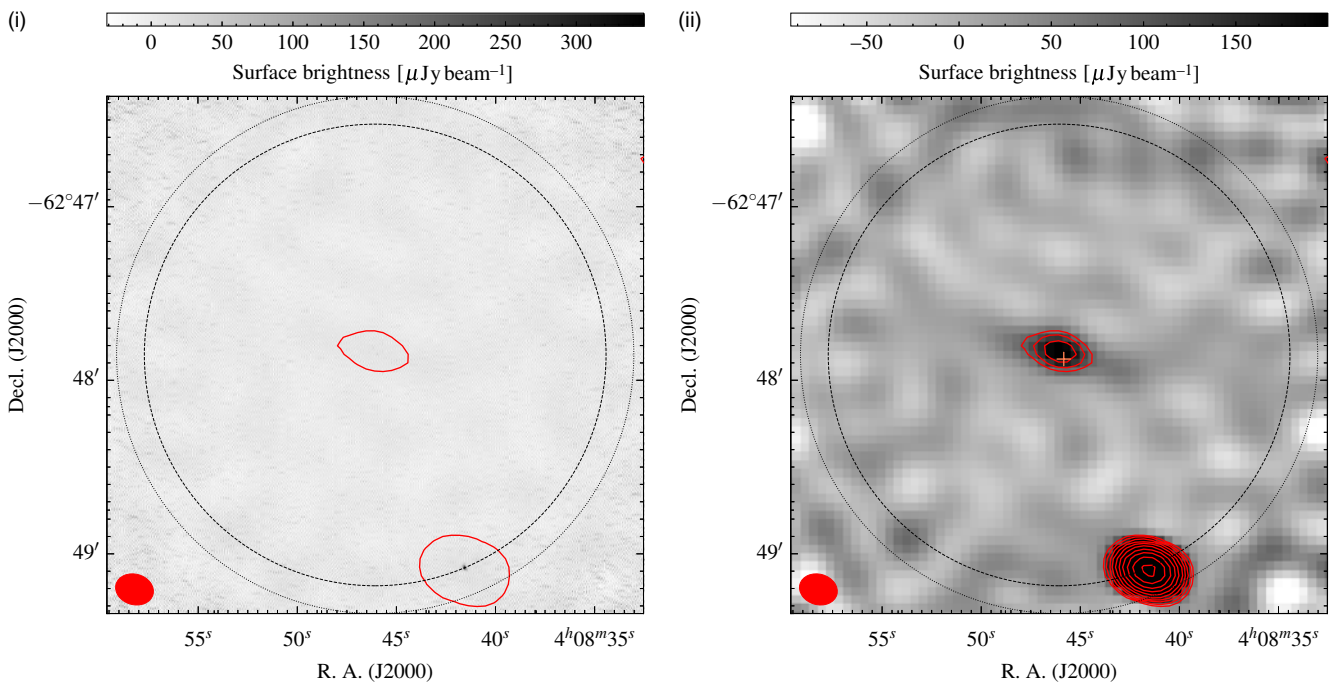 (i)
0 50 100 150 200 250 300
Surface brightness [μJy beam⁻¹]
−62°47′
48′
49′
Decl. (J2000)
55ˢ 50ˢ 45ˢ 40ˢ 4ʰ08ᵐ35ˢ
R. A. (J2000)
(ii)
−50 0 50 100 150
Surface brightness [μJy beam⁻¹]
−62°47′
48′
49′
Decl. (J2000)
55ˢ 50ˢ 45ˢ 40ˢ 4ʰ08ᵐ35ˢ
R. A. (J2000)